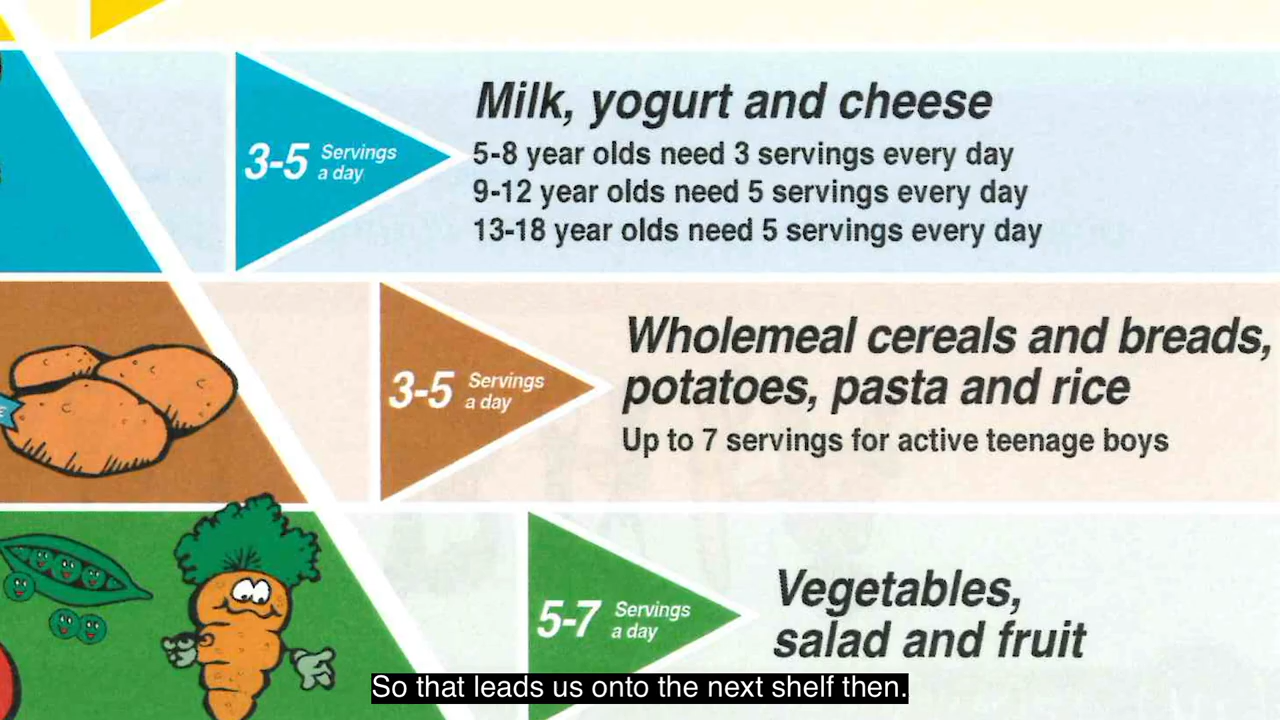 Milk, yogurt and cheese
3-5 Servings a day
5-8 year olds need 3 servings every day
9-12 year olds need 5 servings every day
13-18 year olds need 5 servings every day
Wholemeal cereals and breads,
potatoes, pasta and rice
3-5 Servings a day
Up to 7 servings for active teenage boys
Vegetables,
salad and fruit
5-7 Servings a day
So that leads us onto the next shelf then.